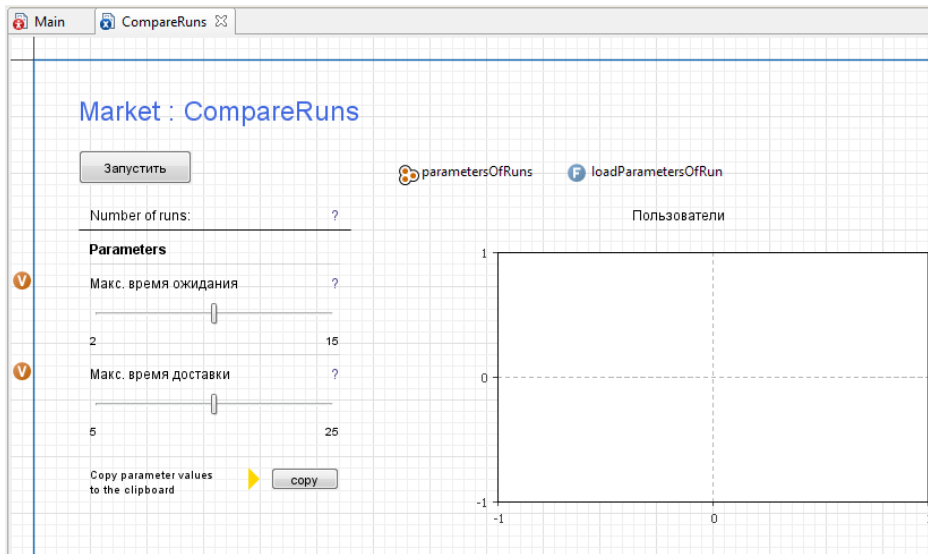 Main
CompareRuns
Market : CompareRuns
Запустить
parametersOfRuns
F
loadParametersOfRun
Number of runs:
?
Пользователи
Parameters
1
V
Макс. время ожидания
?
2
15
V
Макс. время доставки
?
0
5
25
Copy parameter values
to the clipboard
copy
-1
-1
0